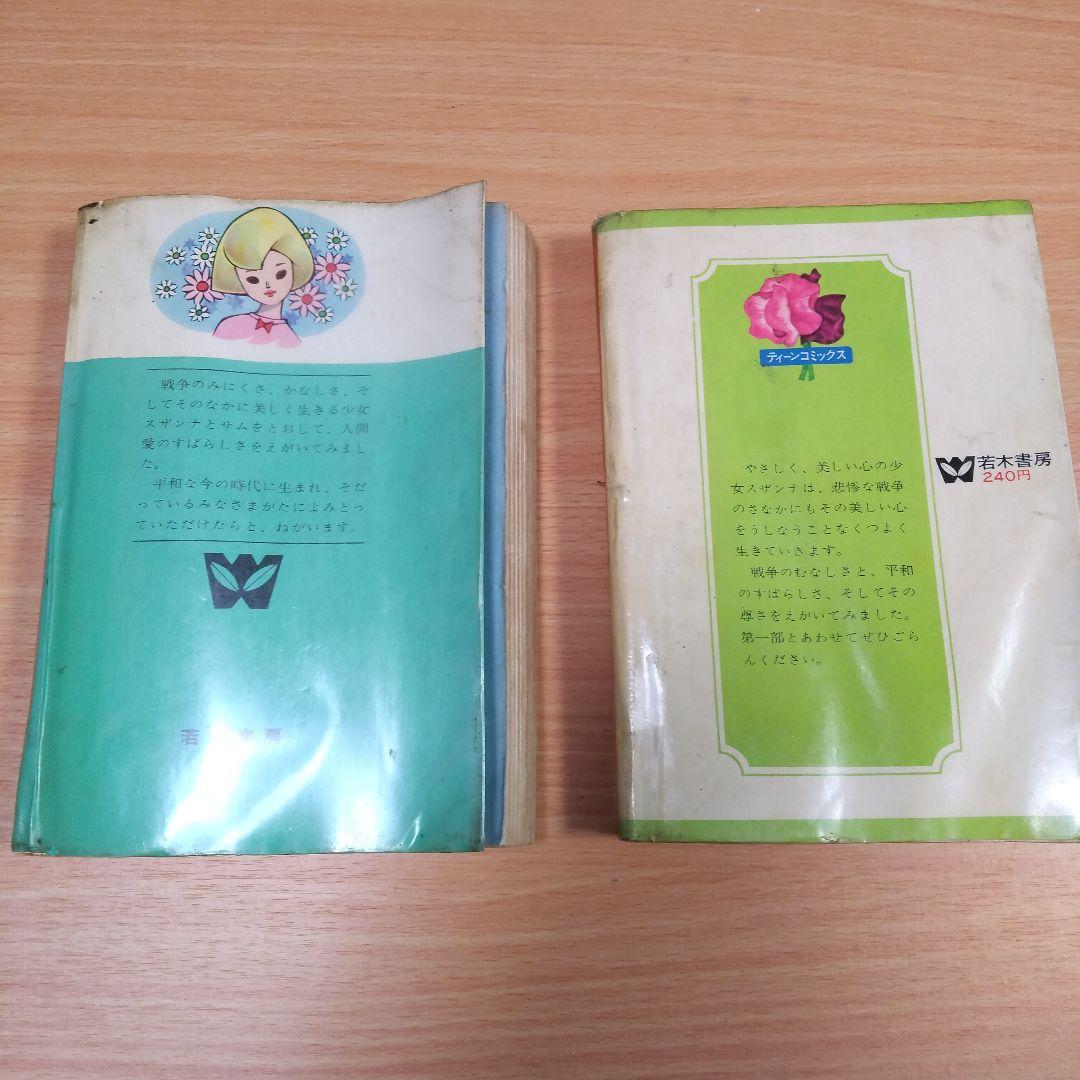 戦争のみにくさ、かなしさ、そ
してそのなかに美しく生きる少女
スザンナとサムをとおして、人間
愛のすばらしさをえがいてみまし
た。
平和な今の時代に生まれ、そだ
っているみなさまがたによみとっ
ていただけたらと、ねがいます。
W
若木書房
ティーンコミックス
やさしく、美しい心の少
女スザンナは、悲惨な戦争
のさなかにもその美しい心
をうしなうことなくつよく
生きていきます。
戦争のむなしさと、平和
のすばらしさ、そしてその
尊さをえがいてみました。
第一部とあわせてぜひごら
んください。
W 若木書房
240円